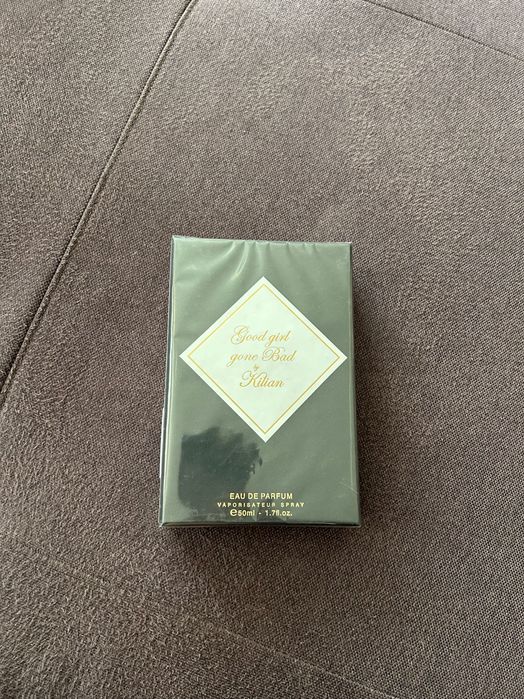 Good girl
gone Bad
by
Kilian
EAU DE PARFUM
VAPORISATEUR SPRAY
℮50ml - 1.7fl.oz.